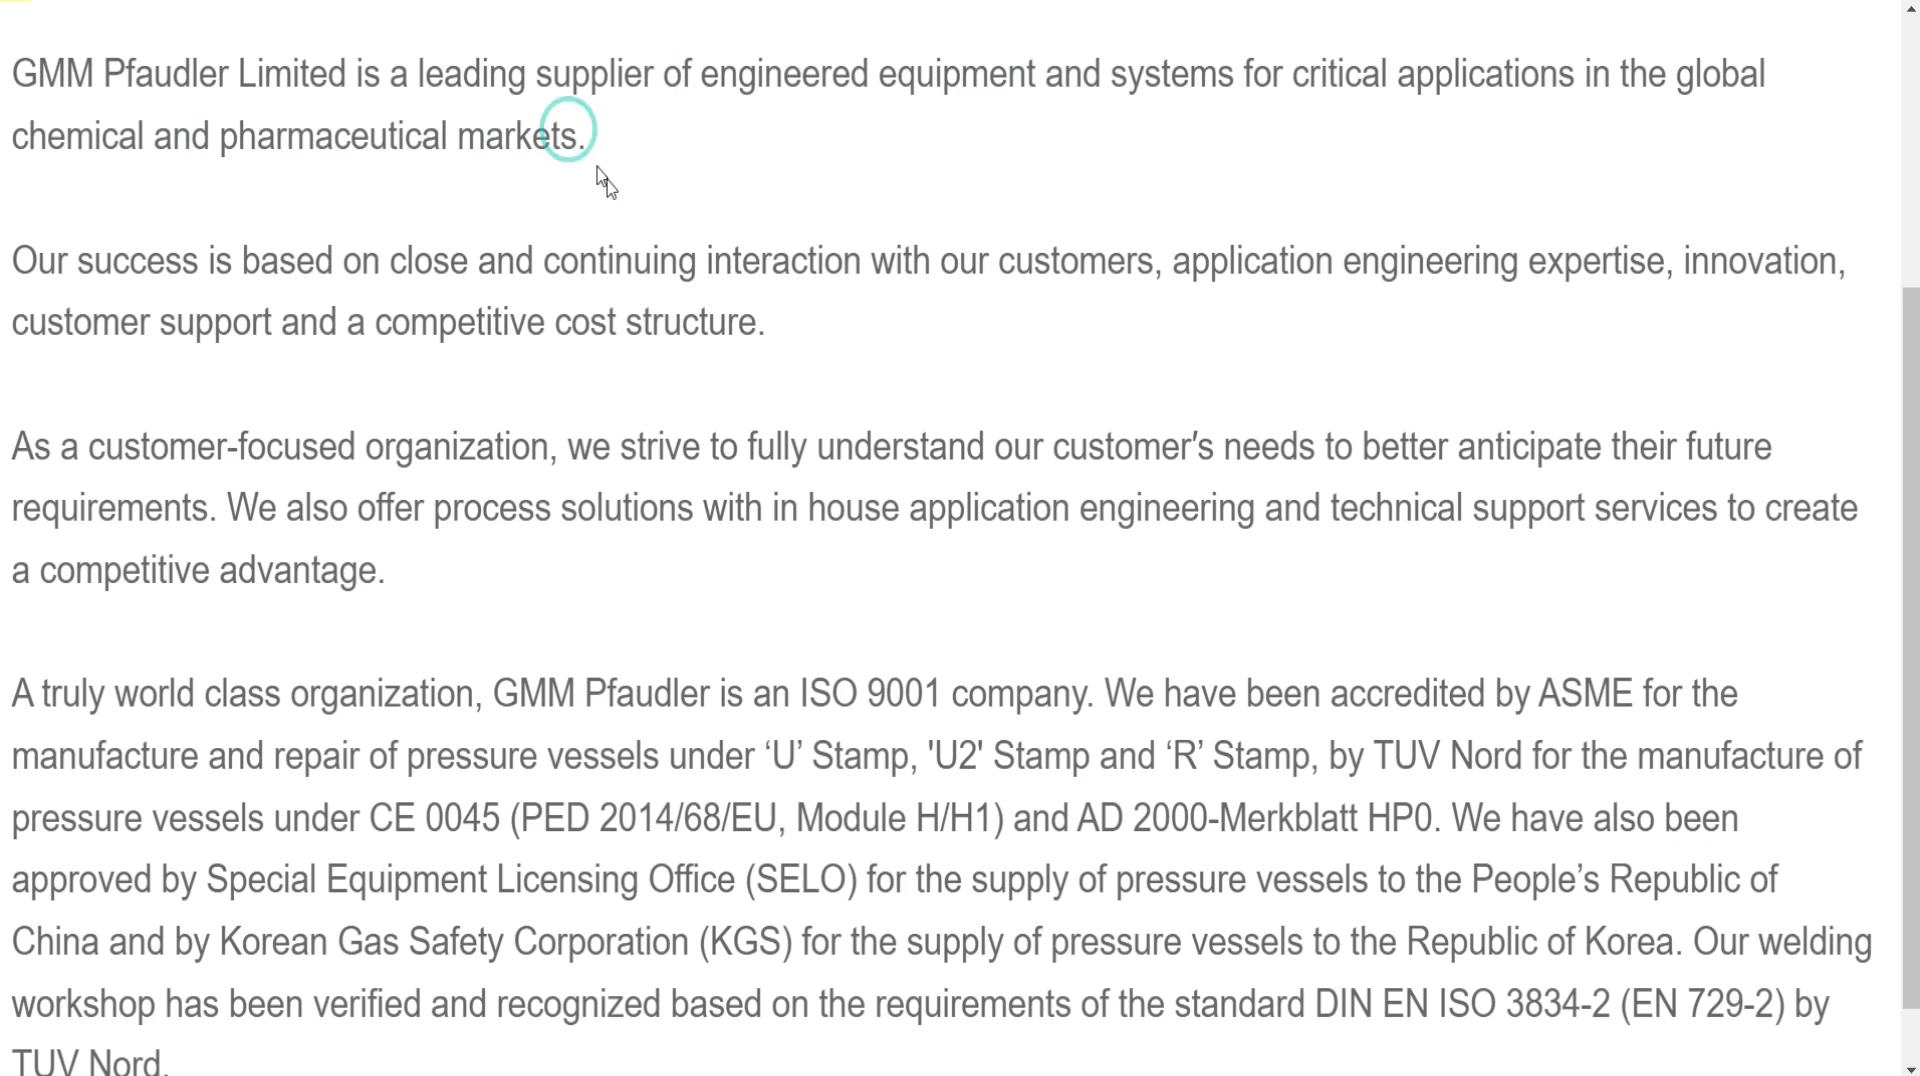 GMM Pfaudler Limited is a leading supplier of engineered equipment and systems for critical applications in the global
chemical and pharmaceutical markets.
Our success is based on close and continuing interaction with our customers, application engineering expertise, innovation,
customer support and a competitive cost structure.
As a customer-focused organization, we strive to fully understand our customer's needs to better anticipate their future
requirements. We also offer process solutions with in house application engineering and technical support services to create
a competitive advantage.
A truly world class organization, GMM Pfaudler is an ISO 9001 company. We have been accredited by ASME for the
manufacture and repair of pressure vessels under ‘U’ Stamp, 'U2' Stamp and ‘R’ Stamp, by TUV Nord for the manufacture of
pressure vessels under CE 0045 (PED 2014/68/EU, Module H/H1) and AD 2000-Merkblatt HP0. We have also been
approved by Special Equipment Licensing Office (SELO) for the supply of pressure vessels to the People’s Republic of
China and by Korean Gas Safety Corporation (KGS) for the supply of pressure vessels to the Republic of Korea. Our welding
workshop has been verified and recognized based on the requirements of the standard DIN EN ISO 3834-2 (EN 729-2) by
TUV Nord.